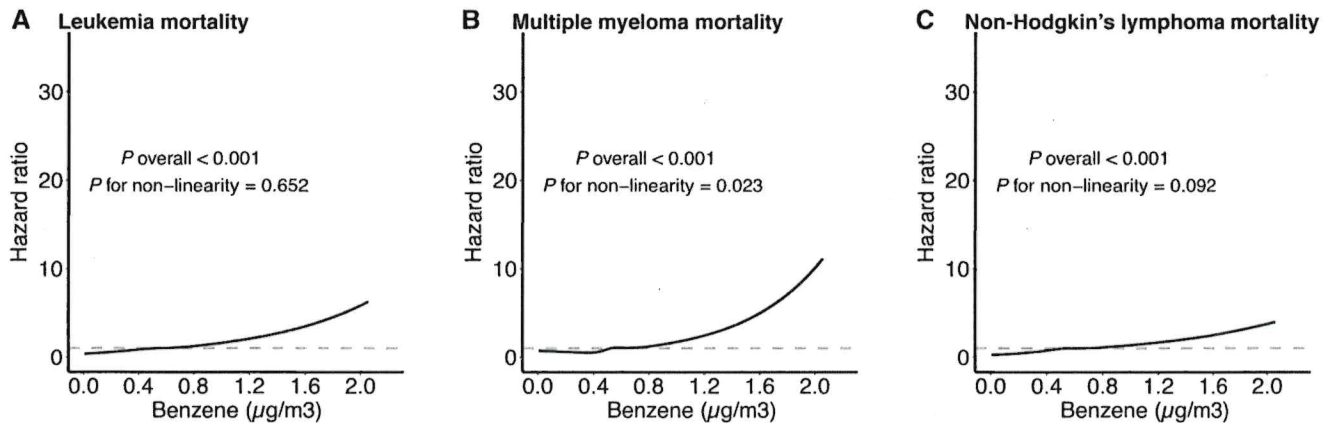 A Leukemia mortality
Hazard ratio
30
20
10
0
P overall < 0.001
P for non−linearity = 0.652
0.0 0.4 0.8 1.2 1.6 2.0
Benzene (µg/m3)
B Multiple myeloma mortality
Hazard ratio
30
20
10
0
P overall < 0.001
P for non−linearity = 0.023
0.0 0.4 0.8 1.2 1.6 2.0
Benzene (µg/m3)
C Non-Hodgkin's lymphoma mortality
Hazard ratio
30
20
10
0
P overall < 0.001
P for non−linearity = 0.092
0.0 0.4 0.8 1.2 1.6 2.0
Benzene (µg/m3)